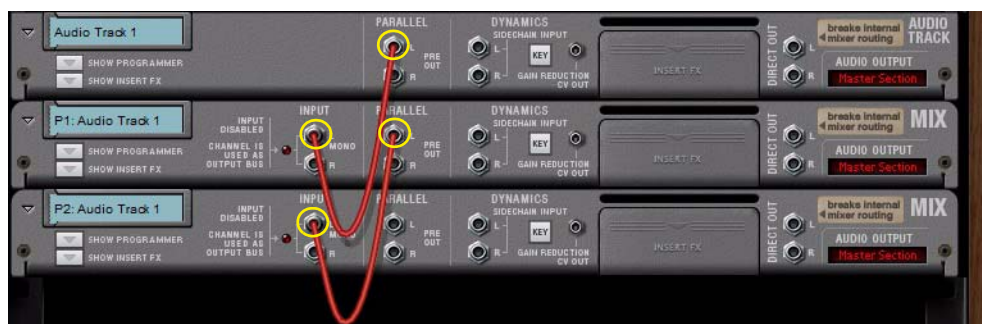 Audio Track 1
SHOW PROGRAMMER
SHOW INSERT FX
PARALLEL
L
R
PRE
OUT
DYNAMICS
SIDECHAIN INPUT
L
R
KEY
GAIN REDUCTION
CV OUT
INSERT FX
DIRECT OUT
L
R
breaks internal
mixer routing
AUDIO
TRACK
AUDIO OUTPUT
Master Section
P1: Audio Track 1
SHOW PROGRAMMER
SHOW INSERT FX
INPUT
DISABLED
CHANNEL IS
USED AS
OUTPUT BUS
INPUT
MONO
R
PARALLEL
L
R
PRE
OUT
DYNAMICS
SIDECHAIN INPUT
L
R
KEY
GAIN REDUCTION
CV OUT
INSERT FX
DIRECT OUT
L
R
breaks internal
mixer routing
MIX
AUDIO OUTPUT
Master Section
P2: Audio Track 1
SHOW PROGRAMMER
SHOW INSERT FX
INPUT
DISABLED
CHANNEL IS
USED AS
OUTPUT BUS
INPUT
R
PARALLEL
L
R
PRE
OUT
DYNAMICS
SIDECHAIN INPUT
L
R
KEY
GAIN REDUCTION
CV OUT
INSERT FX
DIRECT OUT
L
R
breaks internal
mixer routing
MIX
AUDIO OUTPUT
Master Section